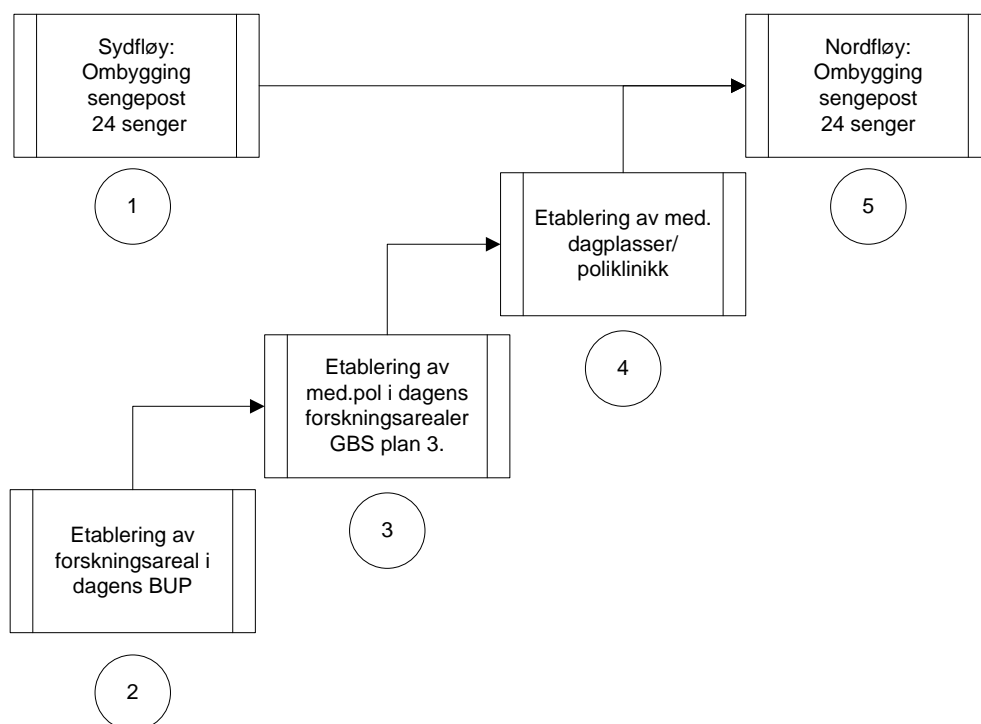 Sydfløy:
Ombygging
sengepost
24 senger
1
Nordfløy:
Ombygging
sengepost
24 senger
5
Etablering av med.
dagplasser/
poliklinikk
4
Etablering av
med.pol i dagens
forskningsarealer
GBS plan 3.
3
Etablering av
forskningsareal i
dagens BUP
2